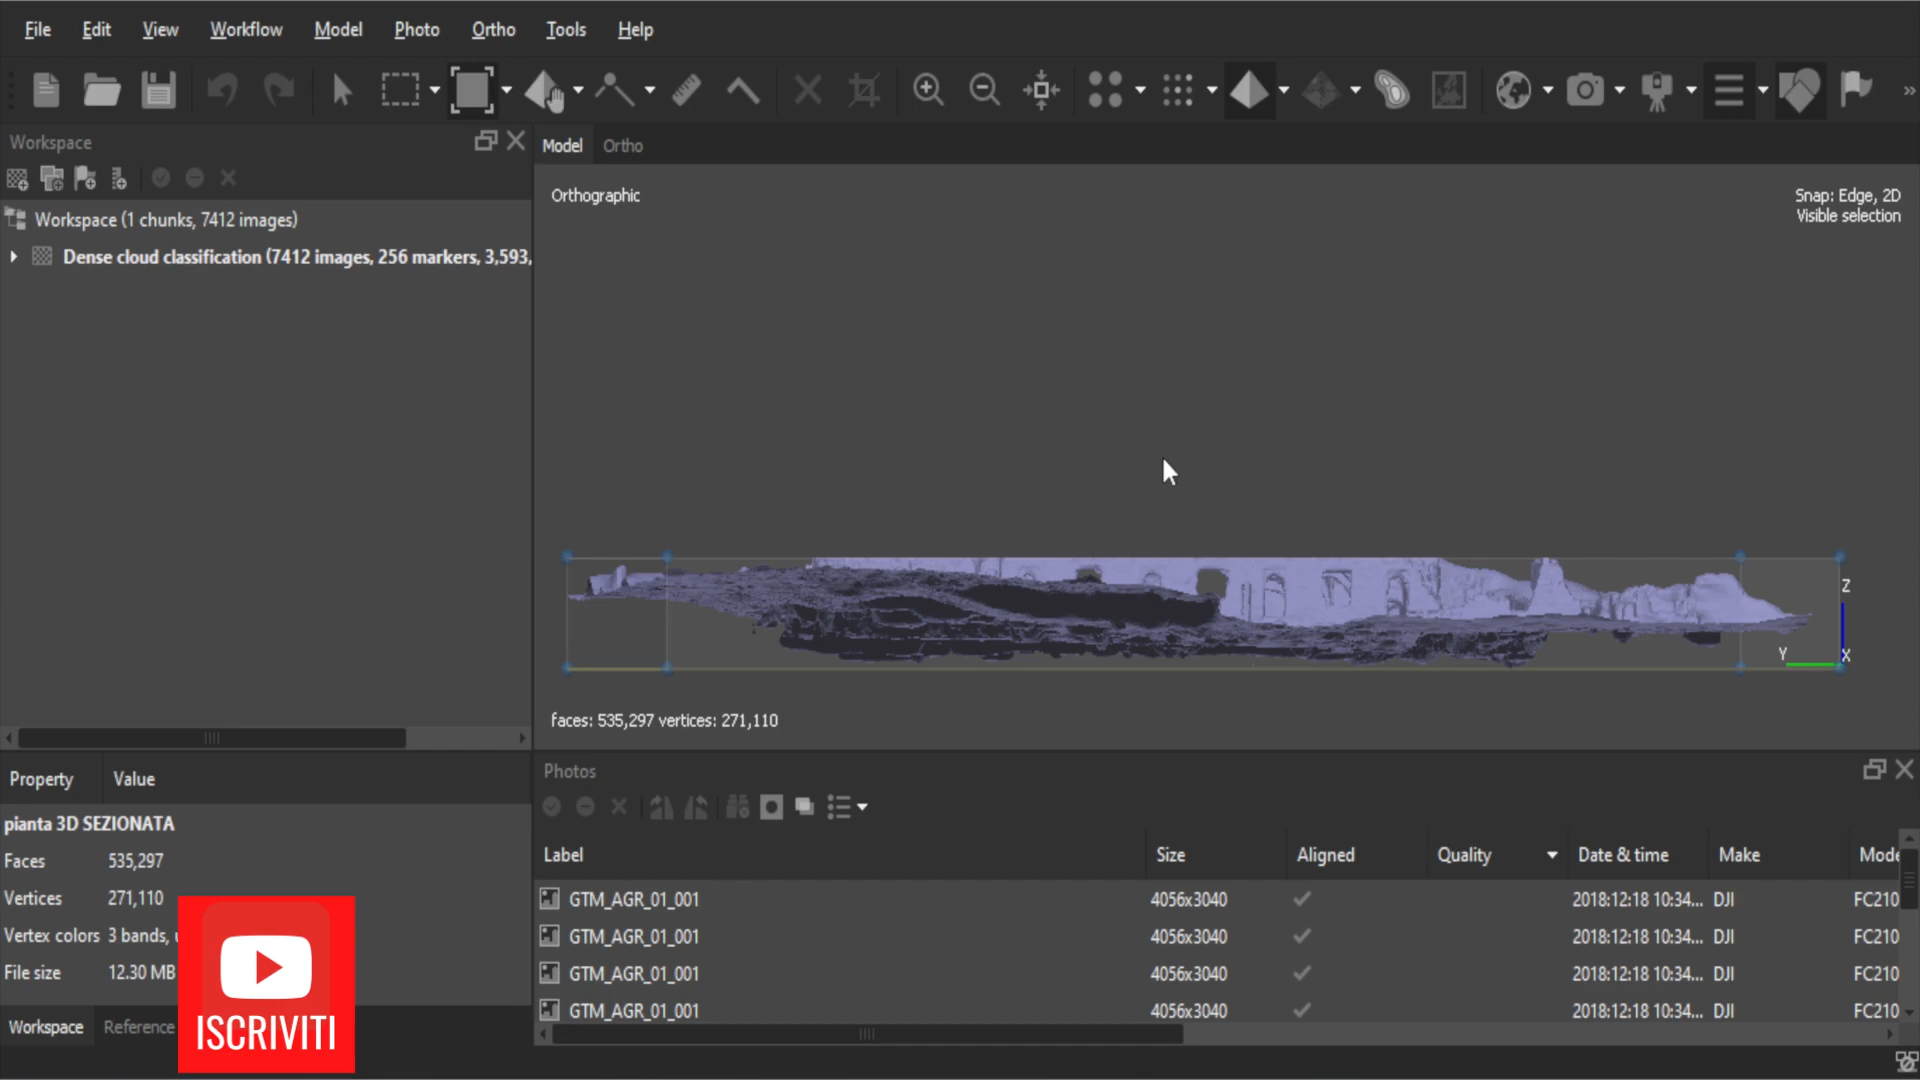 File Edit View Workflow Model Photo Ortho Tools Help
Workspace
Model Ortho
Orthographic
Snap: Edge, 2D
Visible selection
Workspace (1 chunks, 7412 images)
Dense cloud classification (7412 images, 256 markers, 3,593,
Z
Y
X
faces: 535,297 vertices: 271,110
Property Value
pianta 3D SEZIONATA
Faces 535,297
Vertices 271,110
Vertex colors 3 bands,
File size 12.30 MB
Workspace Reference
ISCRIVITI
Photos
Label Size Aligned Quality Date & time Make Mode
GTM_AGR_01_001 4056x3040 2018:12:18 10:34... DJI FC210
GTM_AGR_01_001 4056x3040 2018:12:18 10:34... DJI FC210
GTM_AGR_01_001 4056x3040 2018:12:18 10:34... DJI FC210
GTM_AGR_01_001 4056x3040 2018:12:18 10:34... DJI FC210